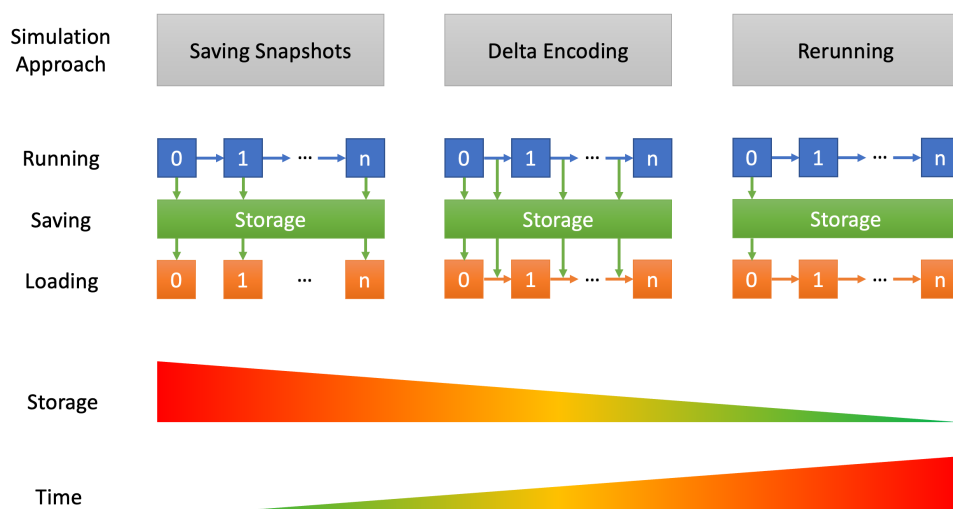 Simulation
Approach
Saving Snapshots
Delta Encoding
Rerunning
Running
0 1 ... n
0 1 ... n
0 1 ... n
Saving
Storage
Storage
Storage
Loading
0 1 ... n
0 1 ... n
0 1 ... n
Storage
Time